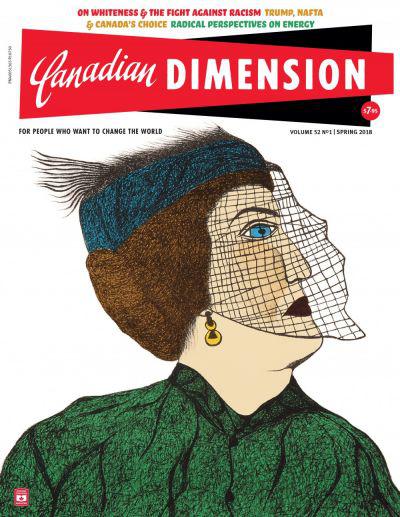 ON WHITENESS & THE FIGHT AGAINST RACISM TRUMP, NAFTA
& CANADA'S CHOICE RADICAL PERSPECTIVES ON ENERGY
Canadian DIMENSION
$7.95
FOR PEOPLE WHO WANT TO CHANGE THE WORLD
VOLUME 52 Nº1 | SPRING 2018